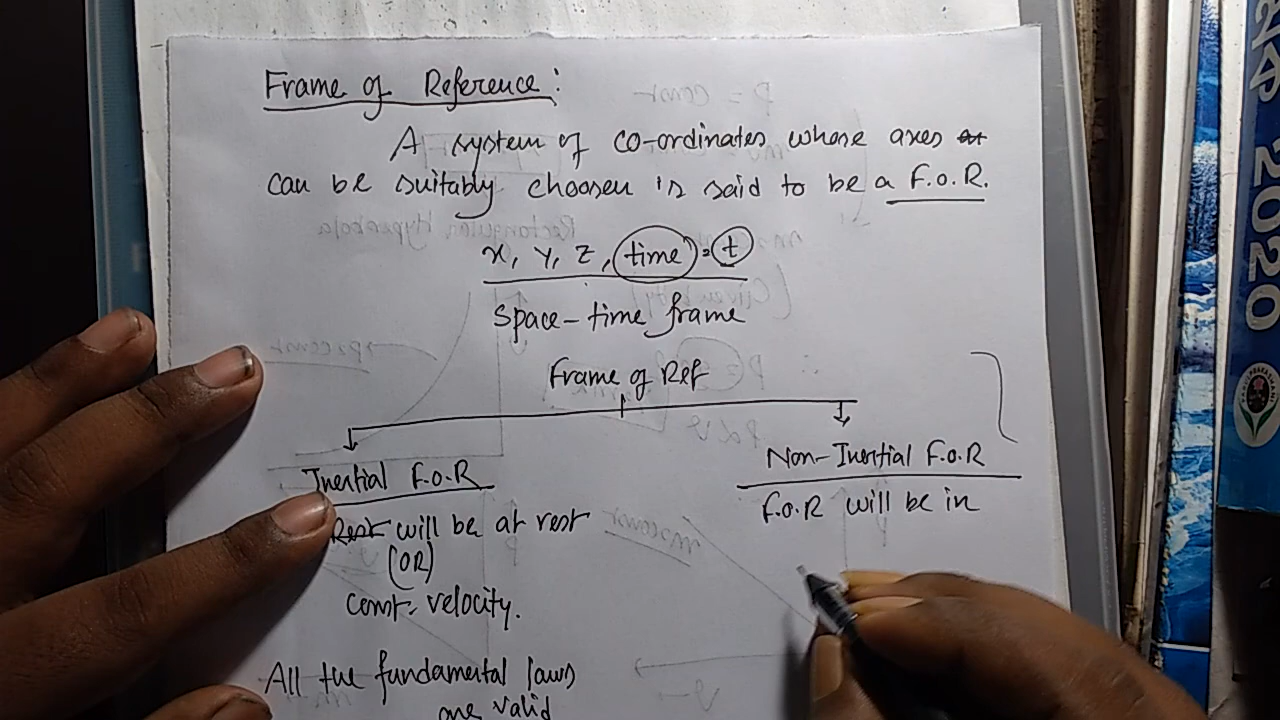 Frame of Reference:
A system of co-ordinates whose axes
can be suitably choosen is said to be a F.O.R.
x, y, z, time = t
Space-time frame
Frame of Ref
Inertial F.O.R
Rest will be at rest
(OR)
const. velocity.
All the fundamental laws
are valid
Non-Inertial F.O.R
F.O.R will be in
2020